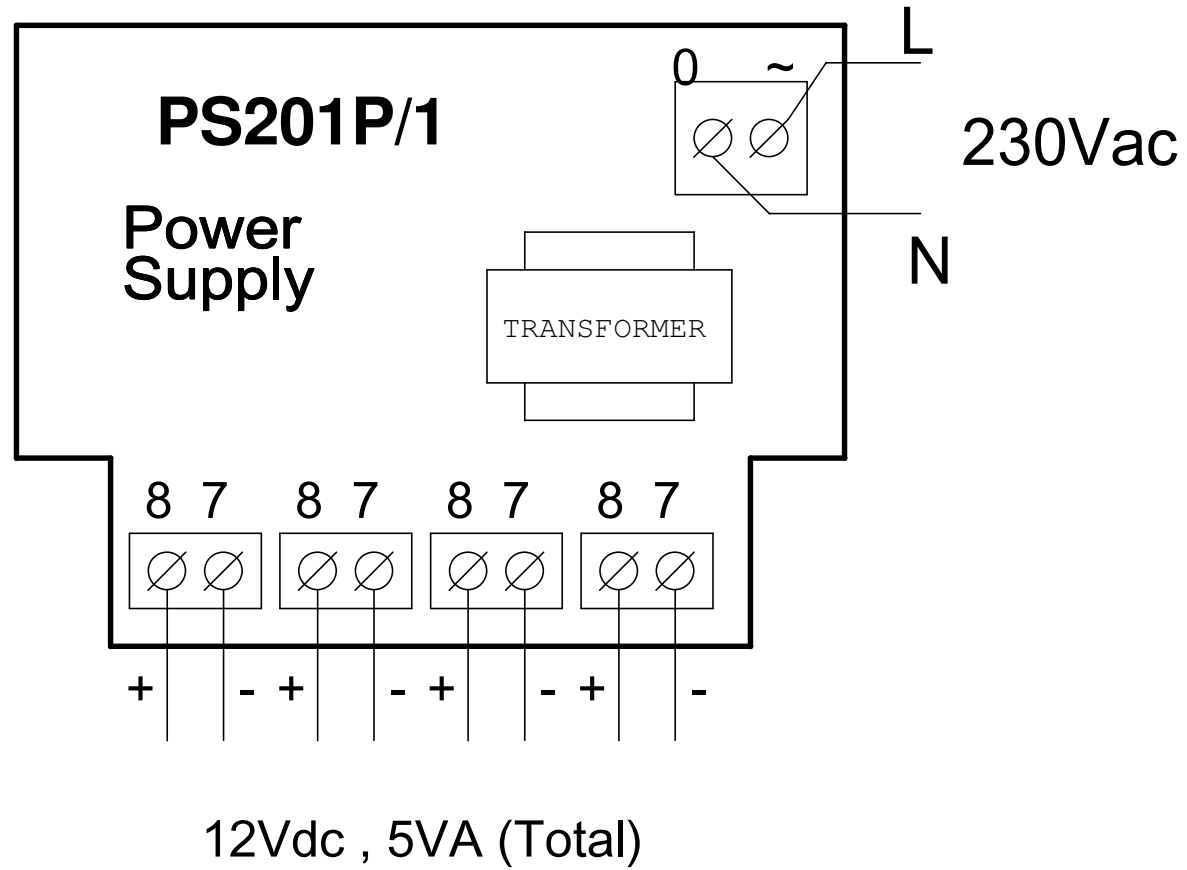 L
0 ~
PS201P/1
230Vac
Power
Supply
N
TRANSFORMER
8 7 8 7 8 7 8 7
+ - + - + - + -
12Vdc , 5VA (Total)